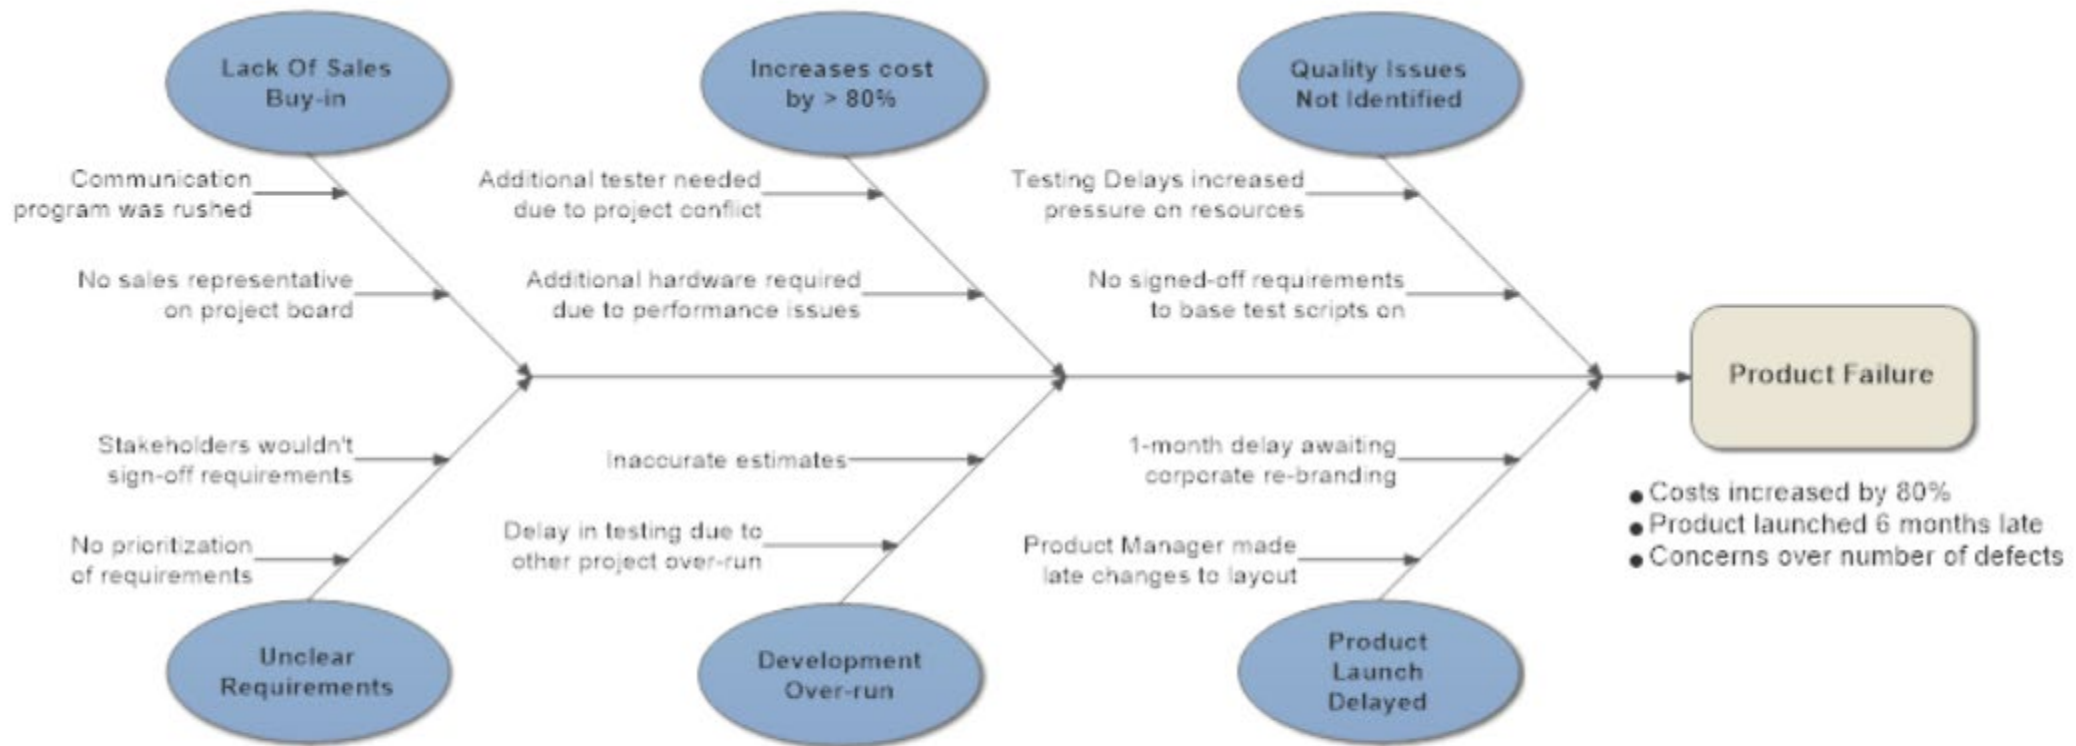 Lack Of Sales
Buy-in
Increases cost
by > 80%
Quality Issues
Not Identified
Communication
program was rushed
Additional tester needed
due to project conflict
Testing Delays increased
pressure on resources
No sales representative
on project board
Additional hardware required
due to performance issues
No signed-off requirements
to base test scripts on
Product Failure
Stakeholders wouldn't
sign-off requirements
Inaccurate estimates
1-month delay awaiting
corporate re-branding
No prioritization
of requirements
Delay in testing due to
other project over-run
Product Manager made
late changes to layout
• Costs increased by 80%
• Product launched 6 months late
• Concerns over number of defects
Unclear
Requirements
Development
Over-run
Product
Launch
Delayed